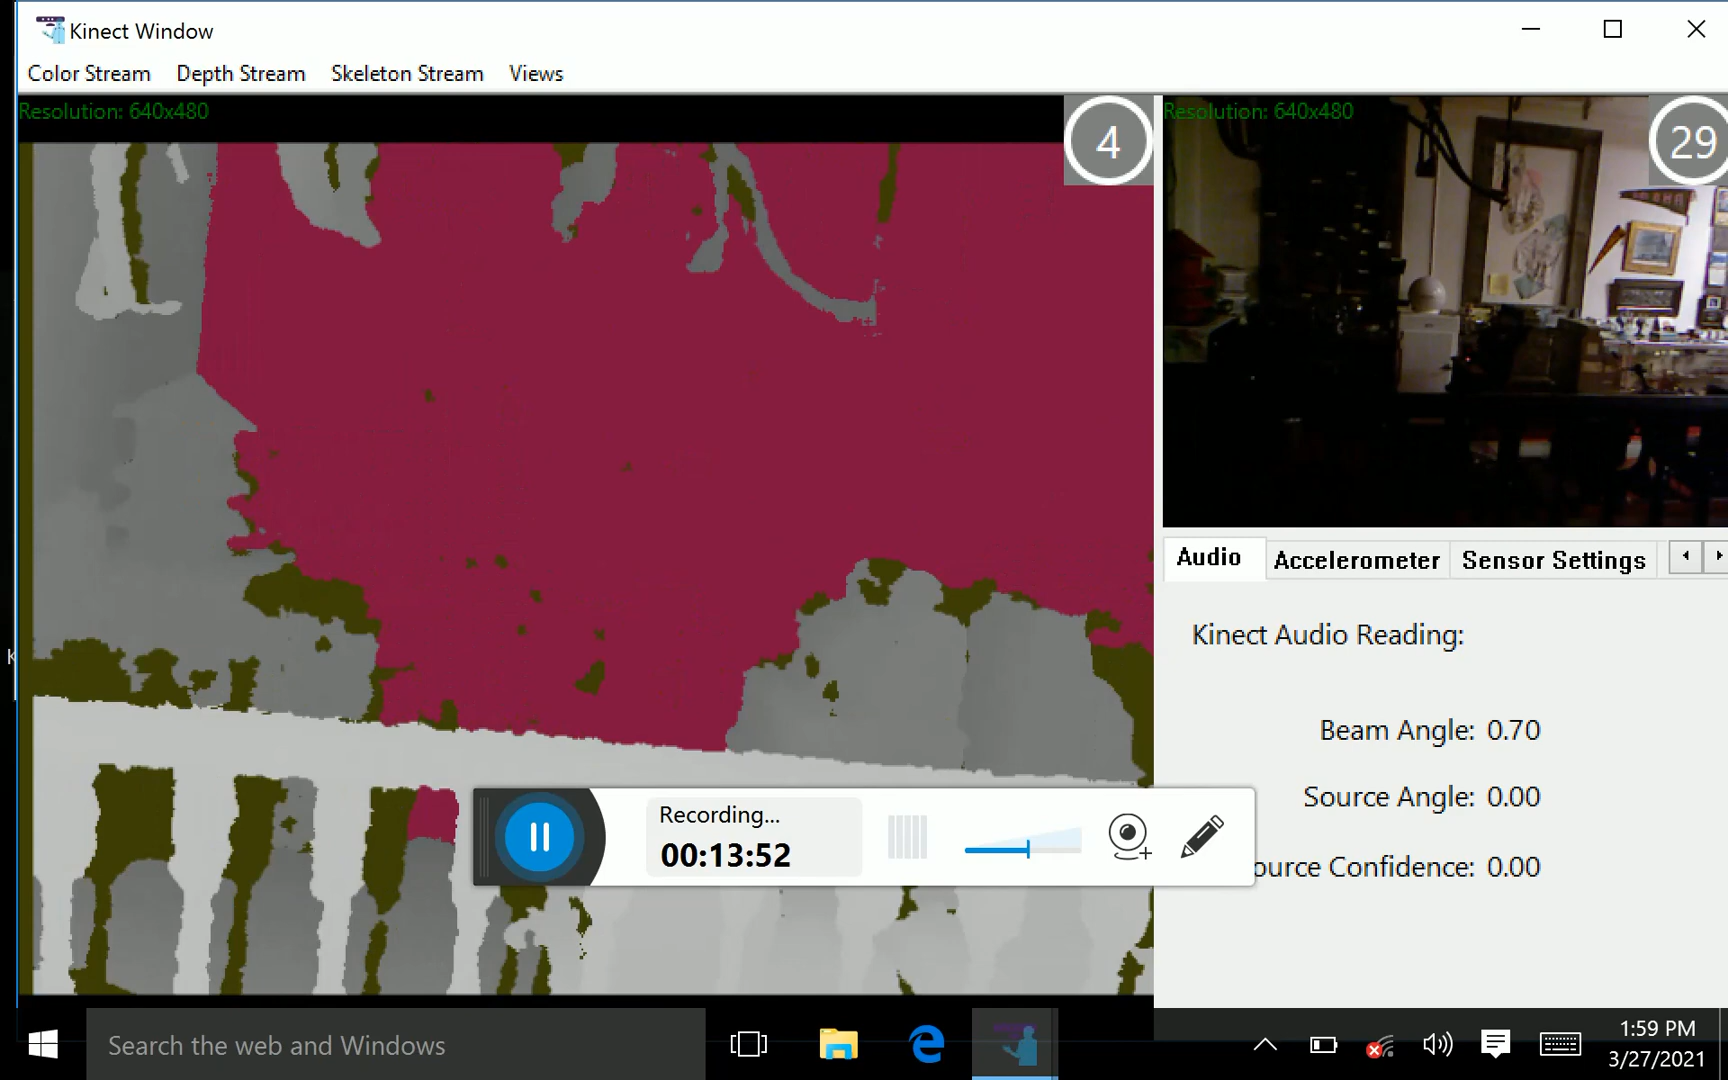 Kinect Window
Color Stream Depth Stream Skeleton Stream Views
Resolution: 640x480
4
Resolution: 640x480
29
Audio Accelerometer Sensor Settings
Kinect Audio Reading:
Beam Angle: 0.70
Source Angle: 0.00
ource Confidence: 0.00
Recording...
00:13:52
K
Search the web and Windows
1:59 PM
3/27/2021